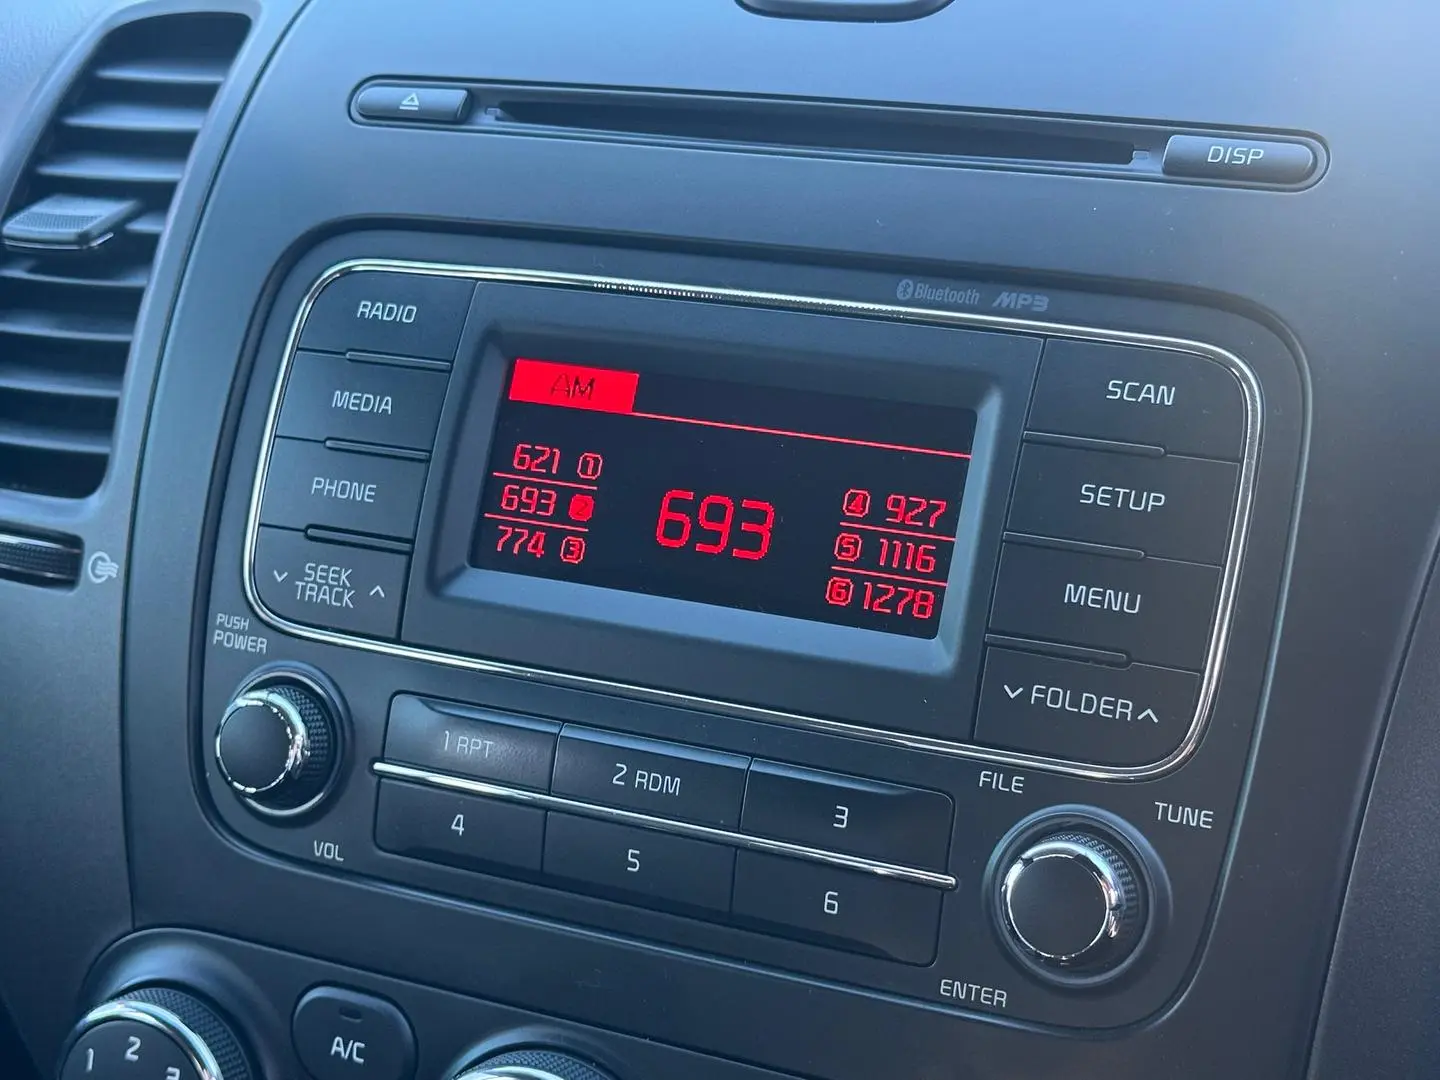 DISP
Bluetooth MP3
RADIO
MEDIA
PHONE
SEEK
TRACK
AM
621 1
693 2
774 3
693
4 927
5 1116
6 1278
SCAN
SETUP
MENU
FOLDER
PUSH
POWER
VOL
1 RPT
2 RDM
3
4
5
6
FILE
TUNE
ENTER
1 2 3
A/C